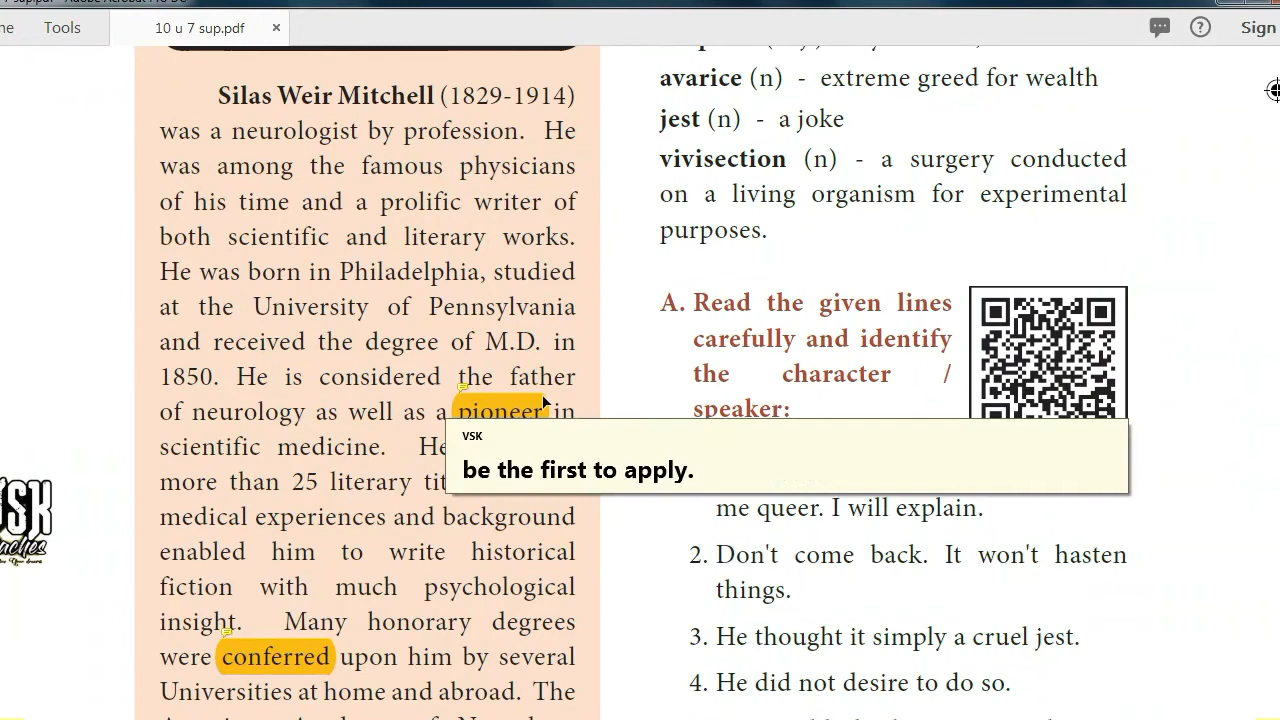 Tools
10 u 7 sup.pdf
×
Sign
Silas Weir Mitchell (1829-1914)
was a neurologist by profession. He
was among the famous physicians
of his time and a prolific writer of
both scientific and literary works.
He was born in Philadelphia, studied
at the University of Pennsylvania
and received the degree of M.D. in
1850. He is considered the father
of neurology as well as a pioneer in
scientific medicine. He
more than 25 literary
medical experiences and background
enabled him to write historical
fiction with much psychological
insight. Many honorary degrees
were conferred upon him by several
Universities at home and abroad. The
VSK
be the first to apply.
avarice (n) - extreme greed for wealth
jest (n) - a joke
vivisection (n) - a surgery conducted
on a living organism for experimental
purposes.
A. Read the given lines
carefully and identify
the character /
speaker:
me queer. I will explain.
2. Don't come back. It won't hasten
things.
3. He thought it simply a cruel jest.
4. He did not desire to do so.